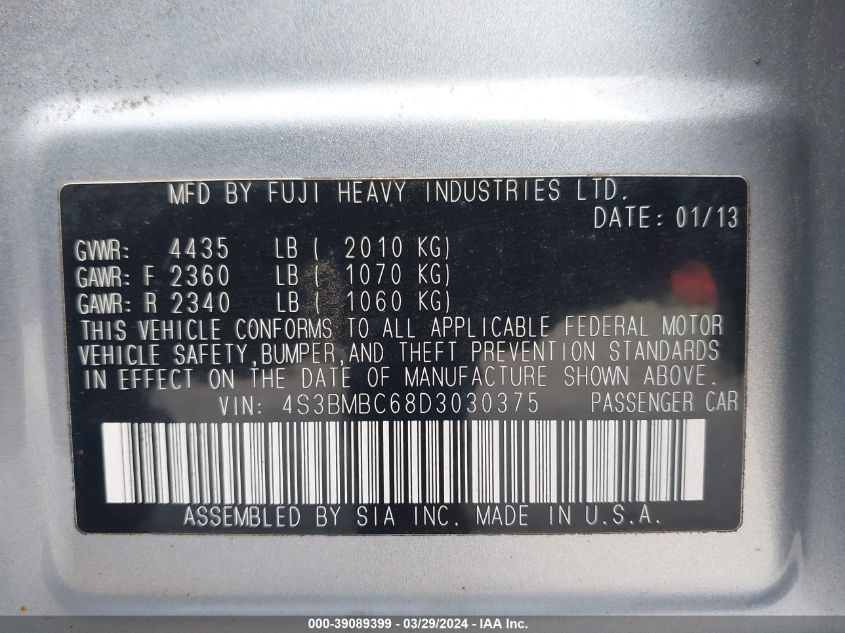 MFD BY FUJI HEAVY INDUSTRIES LTD.
DATE: 01/13
GVWR: 4435 LB ( 2010 KG)
GAWR: F 2360 LB ( 1070 KG)
GAWR: R 2340 LB ( 1060 KG)
THIS VEHICLE CONFORMS TO ALL APPLICABLE FEDERAL MOTOR
VEHICLE SAFETY,BUMPER,AND THEFT PREVENTION STANDARDS
IN EFFECT ON THE DATE OF MANUFACTURE SHOWN ABOVE.
VIN: 4S3BMBC68D3030375 PASSENGER CAR
ASSEMBLED BY SIA INC. MADE IN U.S.A.
000-39089399 - 03/29/2024 - IAA Inc.